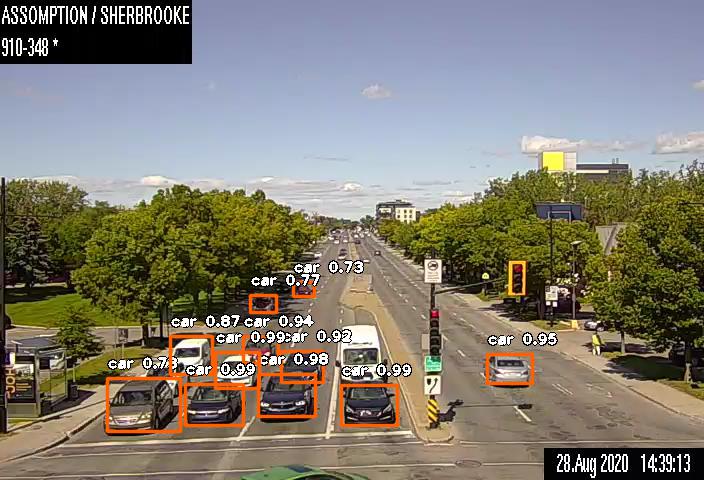 ASSOMPTION / SHERBROOKE
910-348 *
car 0.73
car 0.77
car 0.87
car 0.94
car 0.99
car 0.92
car 0.95
car 0.73
car 0.99
car 0.98
car 0.99
28.Aug 2020 14:39:13